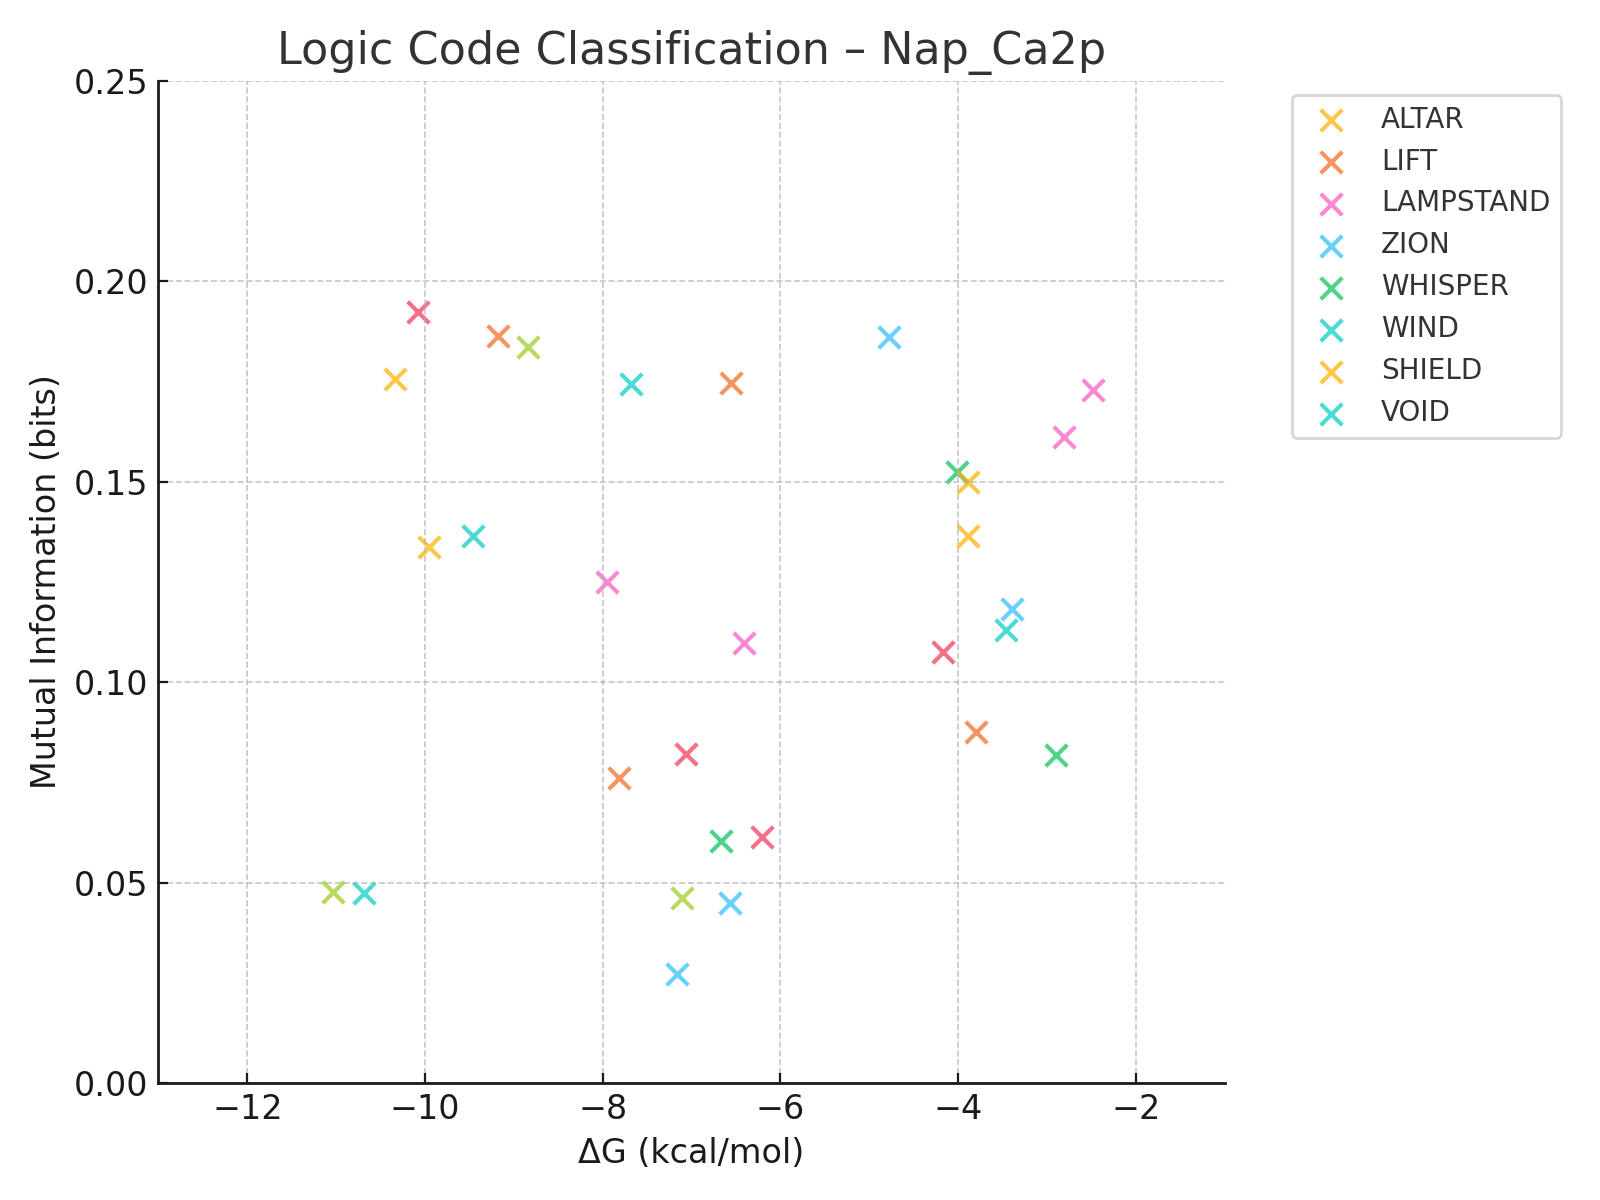 Logic Code Classification – Nap_Ca2p
Mutual Information (bits)
0.25
0.20
0.15
0.10
0.05
0.00
−12
−10
−8
−6
−4
−2
ΔG (kcal/mol)
ALTAR
LIFT
LAMPSTAND
ZION
WHISPER
WIND
SHIELD
VOID